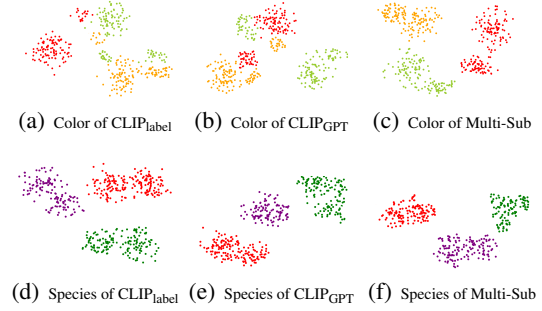 (a) Color of CLIPlabel (b) Color of CLIPGPT (c) Color of Multi-Sub
(d) Species of CLIPlabel (e) Species of CLIPGPT (f) Species of Multi-Sub